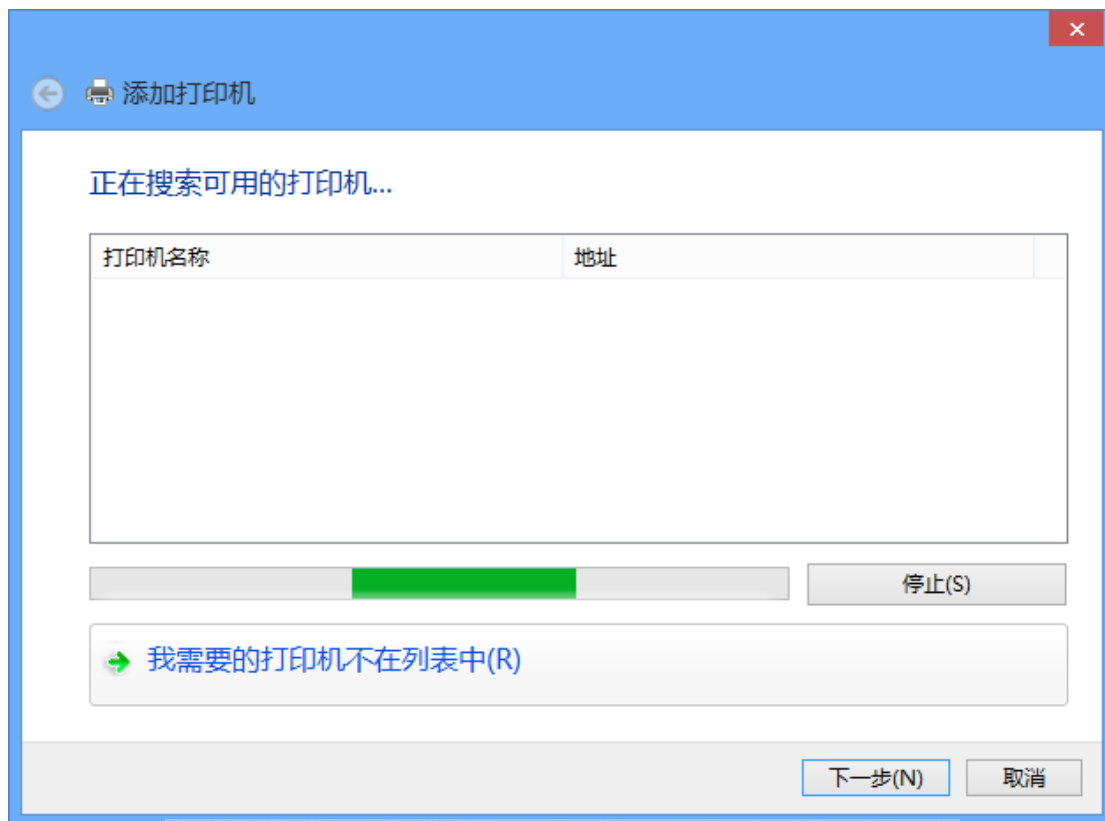 添加打印机
正在搜索可用的打印机...
打印机名称 地址
停止(S)
我需要的打印机不在列表中(R)
下一步(N) 取消